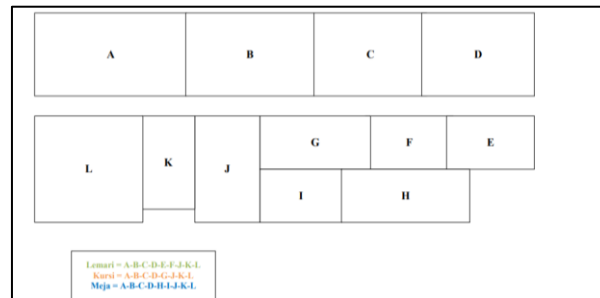 A B C D
G F E
L K J
I H
Lemari = A-B-C-D-E-F-J-K-L
Kursi = A-B-C-D-G-J-K-L
Meja = A-B-C-D-H-I-J-K-L